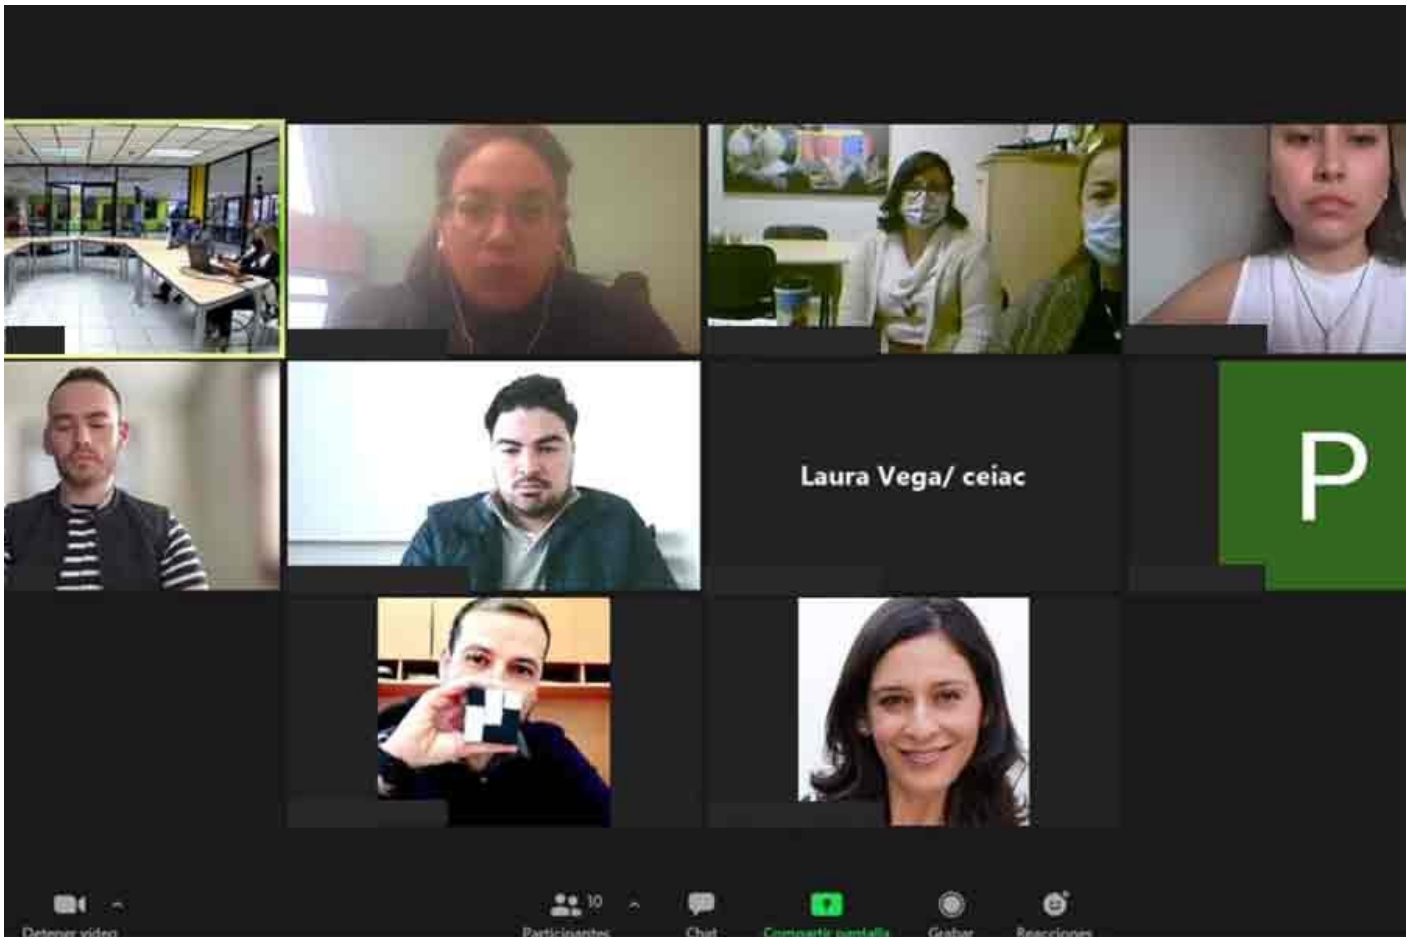 Laura Vega/ ceiac
P
Detener video
Participantes
10
Chat
Compartir pantalla
Grabar
Reacciones